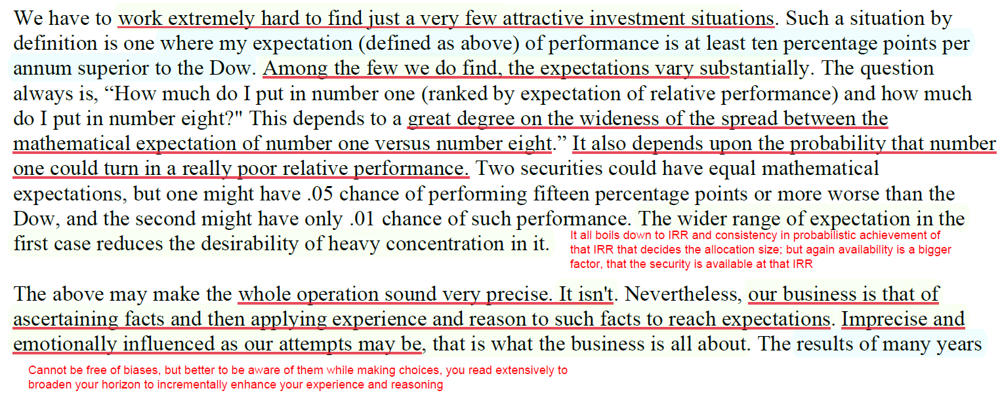 We have to work extremely hard to find just a very few attractive investment situations. Such a situation by
definition is one where my expectation (defined as above) of performance is at least ten percentage points per
annum superior to the Dow. Among the few we do find, the expectations vary substantially. The question
always is, “How much do I put in number one (ranked by expectation of relative performance) and how much
do I put in number eight?" This depends to a great degree on the wideness of the spread between the
mathematical expectation of number one versus number eight.” It also depends upon the probability that number
one could turn in a really poor relative performance. Two securities could have equal mathematical
expectations, but one might have .05 chance of performing fifteen percentage points or more worse than the
Dow, and the second might have only .01 chance of such performance. The wider range of expectation in the
first case reduces the desirability of heavy concentration in it.
It all boils down to IRR and consistency in probabilistic achievement of
that IRR that decides the allocation size; but again availability is a bigger
factor, that the security is available at that IRR
The above may make the whole operation sound very precise. It isn't. Nevertheless, our business is that of
ascertaining facts and then applying experience and reason to such facts to reach expectations. Imprecise and
emotionally influenced as our attempts may be, that is what the business is all about. The results of many years
Cannot be free of biases, but better to be aware of them while making choices, you read extensively to
broaden your horizon to incrementally enhance your experience and reasoning